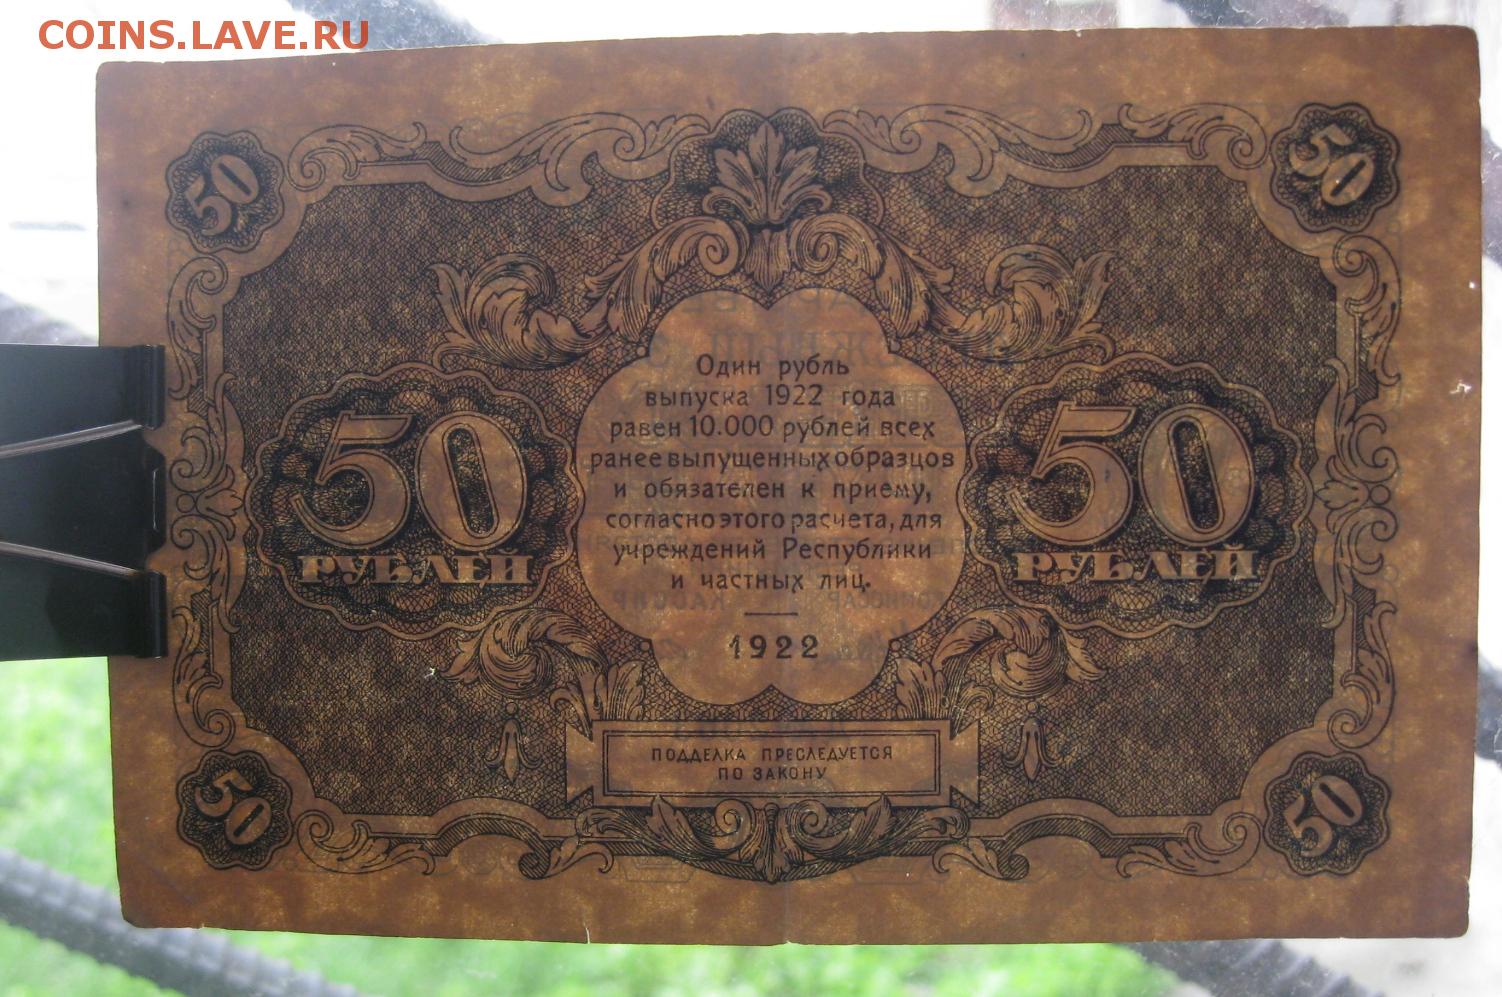 COINS.LAVE.RU
50
50
Один рубль
выпуска 1922 года
равен 10.000 рублей всех
ранее выпущенных образцов
и обязателен к приему,
согласно этого расчета, для
учреждений Республики
и частных лиц.
1922
50
РУБЛЕЙ
50
РУБЛЕЙ
ПОДДЕЛКА ПРЕСЛЕДУЕТСЯ
ПО ЗАКОНУ
50
50